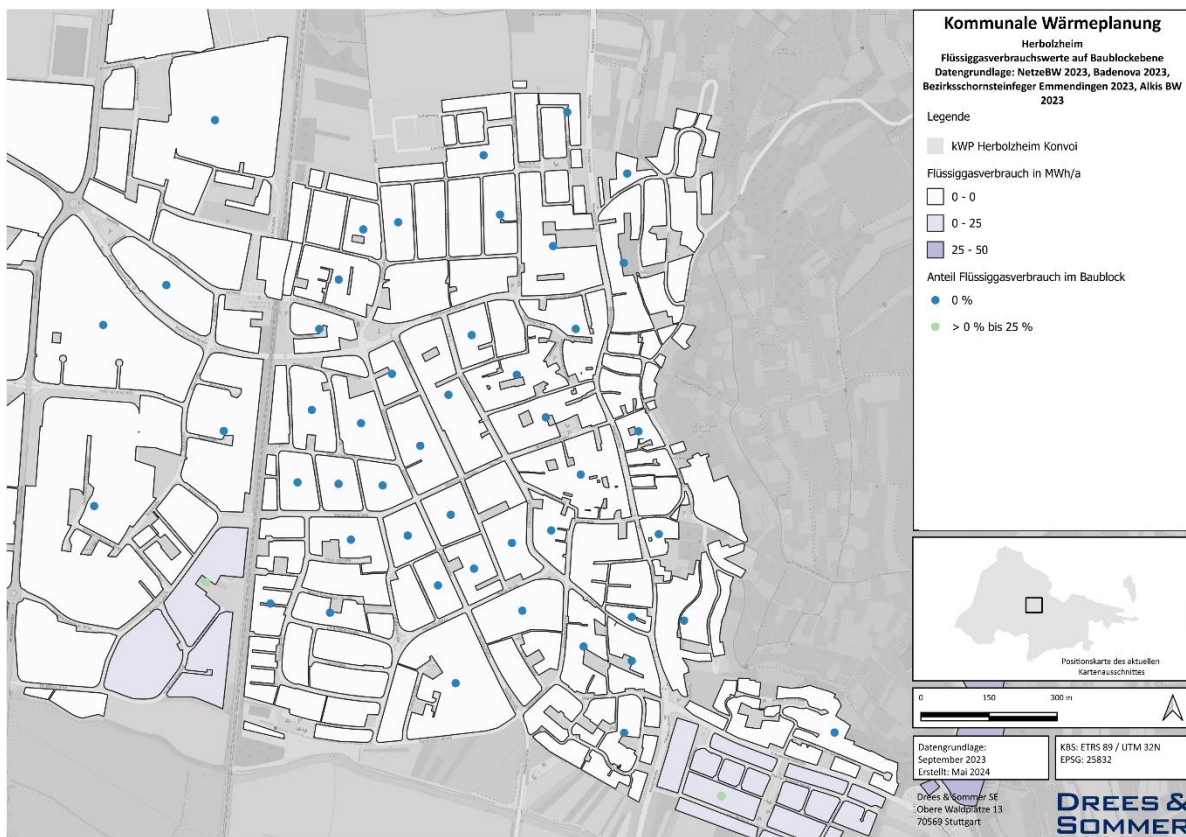 Kommunale Wärmeplanung
Herbolzheim
Flüssiggasverbrauchswerte auf Baublockebene
Datengrundlage: NetzeBW 2023, Badenova 2023,
Bezirksschornsteinfeger Emmendingen 2023, Alkis BW
2023
Legende
kWP Herbolzheim Konvoi
Flüssiggasverbrauch in MWh/a
0 - 0
0 - 25
25 - 50
Anteil Flüssiggasverbrauch im Baublock
0 %
> 0 % bis 25 %
Positionskarte des aktuellen
Kartenausschnittes
0 150 300 m
Datengrundlage:
September 2023
Erstellt: Mai 2024
KBS: ETRS 89 / UTM 32N
EPSG: 25832
Drees & Sommer SE
Obere Waldplätze 13
70569 Stuttgart
DREES &
SOMMER